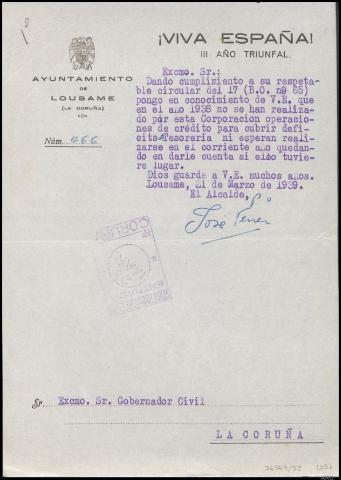 ¡VIVA ESPAÑA!
III AÑO TRIUNFAL.
AYUNTAMIENTO
DE
LOUSAME
(LA CORUÑA)
Núm. 466
Excmo. Sr.:
Dando cumplimiento a su respeta-
ble circular del 17 (B.O. nº 65)
pongo en conocimiento de V.E. que
en el año 1938 no se han realiza-
do por esta Corporacion operacio-
nes de crédito para cubrir defi-
cits Tesoreria ni esperan reali-
zarse en el corriente año quedan-
do en darle cuenta si ello tuvie-
re lugar.
Dios guarde a V.E. muchos años.
Lousame, 21 de Marzo de 1939.
El Alcalde,
José
CORUÑA
Sr. Excmo. Sr. Gobernador Civil
LA CORUÑA